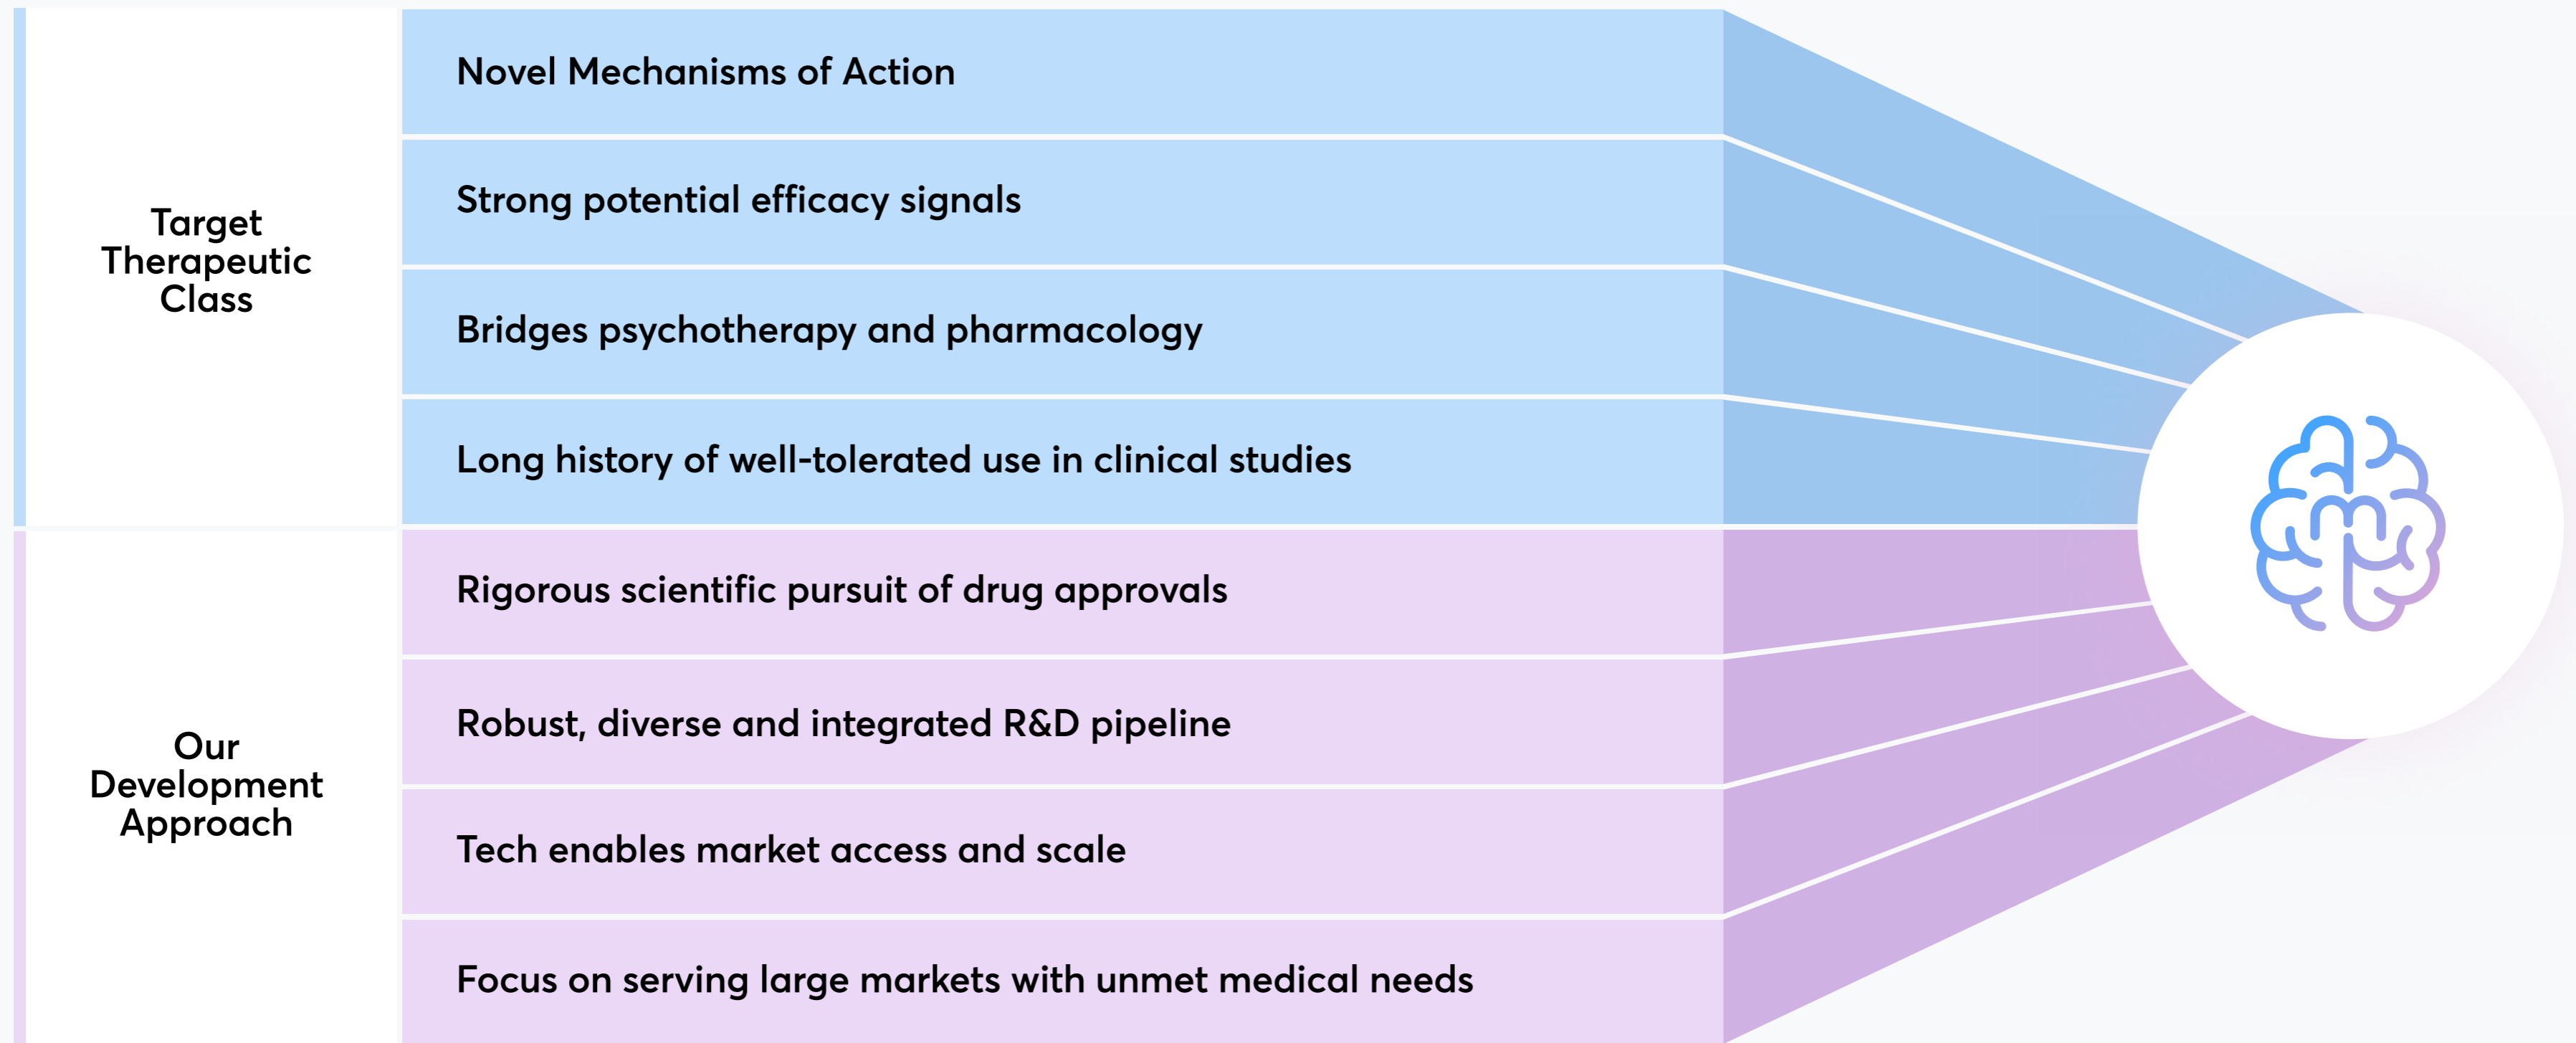 Target
Therapeutic
Class
Novel Mechanisms of Action
Strong potential efficacy signals
Bridges psychotherapy and pharmacology
Long history of well-tolerated use in clinical studies
Our
Development
Approach
Rigorous scientific pursuit of drug approvals
Robust, diverse and integrated R&D pipeline
Tech enables market access and scale
Focus on serving large markets with unmet medical needs